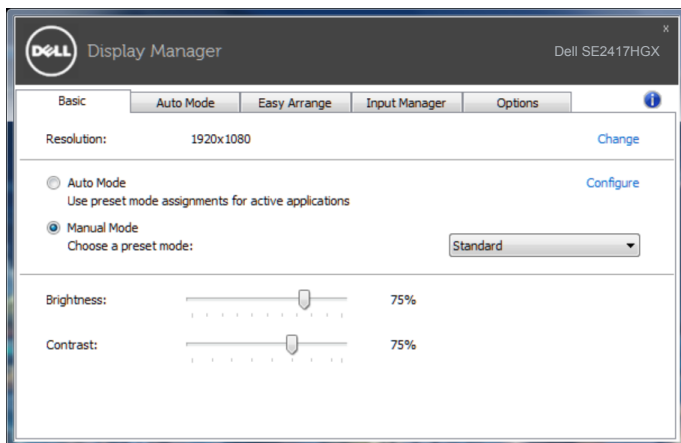 x
DELL Display Manager Dell SE2417HGX
Basic Auto Mode Easy Arrange Input Manager Options i
Resolution: 1920x1080 Change
Auto Mode Configure
Use preset mode assignments for active applications
Manual Mode
Choose a preset mode: Standard
Brightness: 75%
Contrast: 75%